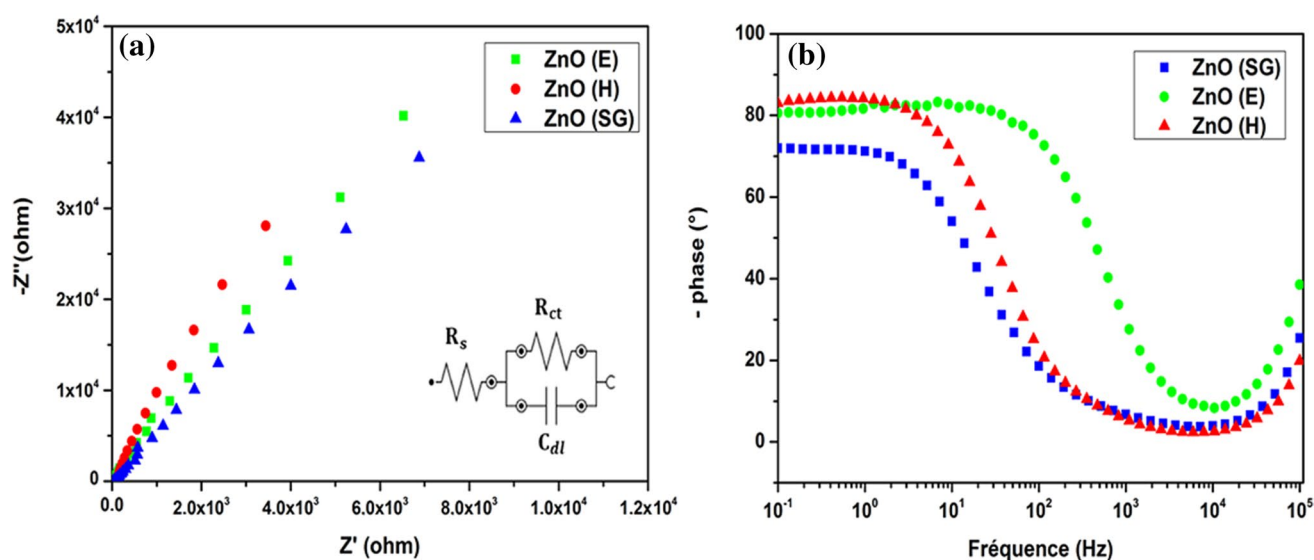 (a)
ZnO (E)
ZnO (H)
ZnO (SG)
5x10⁴
4x10⁴
3x10⁴
2x10⁴
1x10⁴
0
-Z"(ohm)
R_s
R_ct
C_dl
0.0
2.0x10³
4.0x10³
6.0x10³
8.0x10³
1.0x10⁴
1.2x10⁴
Z' (ohm)
(b)
ZnO (SG)
ZnO (E)
ZnO (H)
100
80
60
40
20
0
- phase (°)
10⁻¹
10⁰
10¹
10²
10³
10⁴
10⁵
Fréquence (Hz)